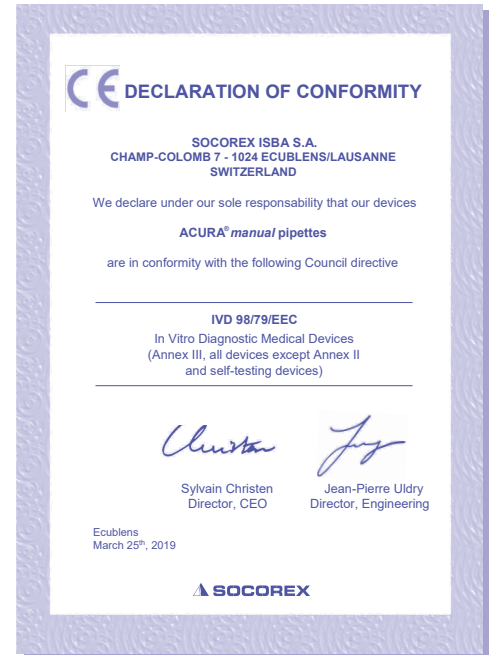 CE DECLARATION OF CONFORMITY
SOCOREX ISBA S.A.
CHAMP-COLOMB 7 - 1024 ECUBLENS/LAUSANNE
SWITZERLAND
We declare under our sole responsability that our devices
ACURA® manual pipettes
are in conformity with the following Council directive
IVD 98/79/EEC
In Vitro Diagnostic Medical Devices
(Annex III, all devices except Annex II
and self-testing devices)
Christen
Sylvain Christen
Director, CEO
Jean-Pierre Uldry
Director, Engineering
Ecublens
March 25th, 2019
SOCOREX